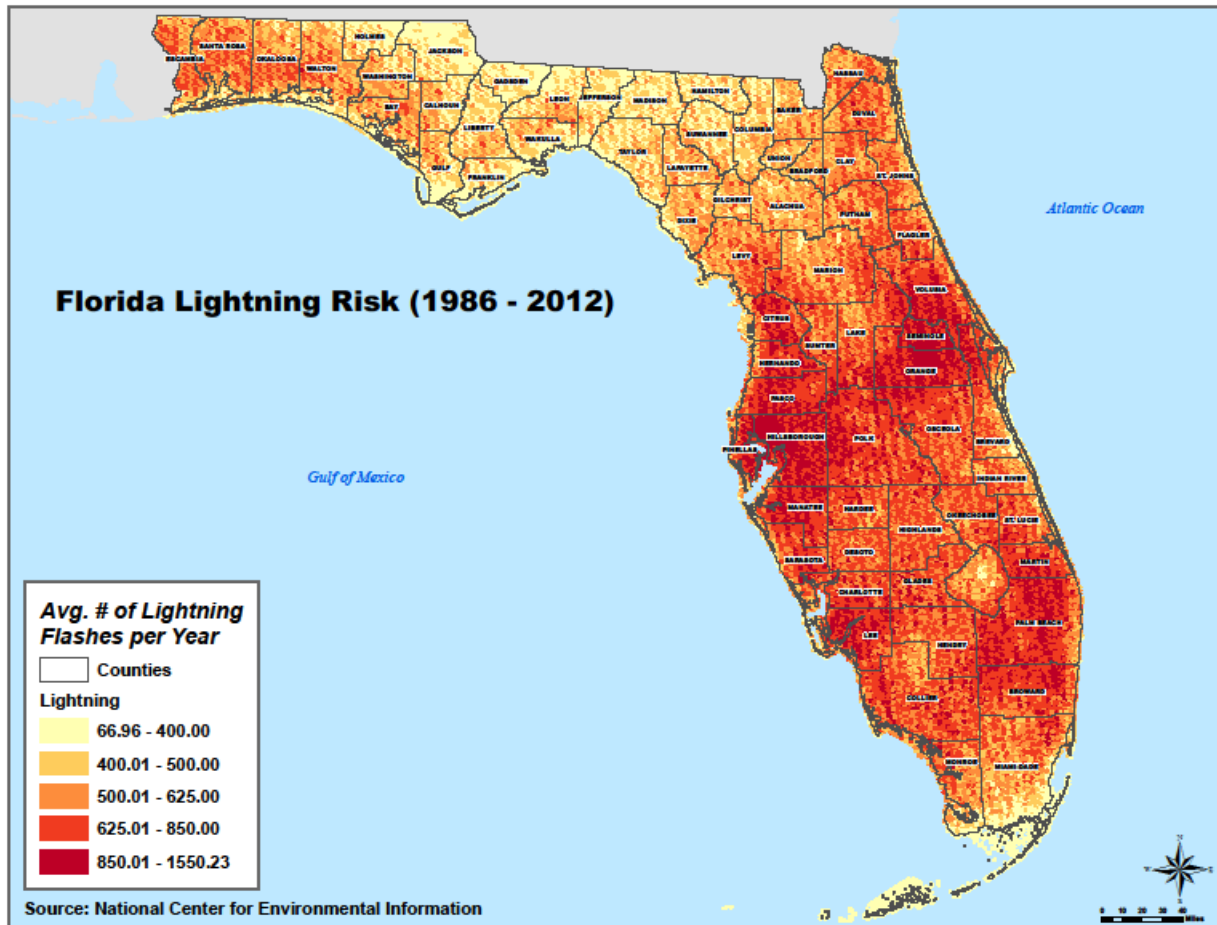 HOLMES
JACKSON
SANTA ROSA
ESCAMBIA
OKALOOSA
WALTON
WASHINGTON
GADSDEN
HAMILTON
NASSAU
BAY
CALHOUN
LEON
JEFFERSON
MADISON
BAKER
DUVAL
LIBERTY
WAKULLA
SUWANNEE
COLUMBIA
TAYLOR
UNION
CLAY
GULF
FRANKLIN
LAFAYETTE
BRADFORD
ST. JOHNS
GILCHRIST
ALACHUA
PUTNAM
Atlantic Ocean
DIXIE
FLAGLER
LEVY
MARION
VOLUSIA
Florida Lightning Risk (1986 - 2012)
CITRUS
LAKE
SEMINOLE
SUMTER
HERNANDO
ORANGE
PASCO
HILLSBOROUGH
POLK
OSCEOLA
BREVARD
PINELLAS
Gulf of Mexico
INDIAN RIVER
MANATEE
HARDEE
OKEECHOBEE
ST. LUCIE
HIGHLANDS
SARASOTA
DESOTO
MARTIN
GLADES
CHARLOTTE
PALM BEACH
LEE
HENDRY
COLLIER
BROWARD
MONROE
MIAMI-DADE
Avg. # of Lightning
Flashes per Year
Counties
Lightning
66.96 - 400.00
400.01 - 500.00
500.01 - 625.00
625.01 - 850.00
850.01 - 1550.23
Source: National Center for Environmental Information
N
W
E
S
0 10 20 30 40
Miles